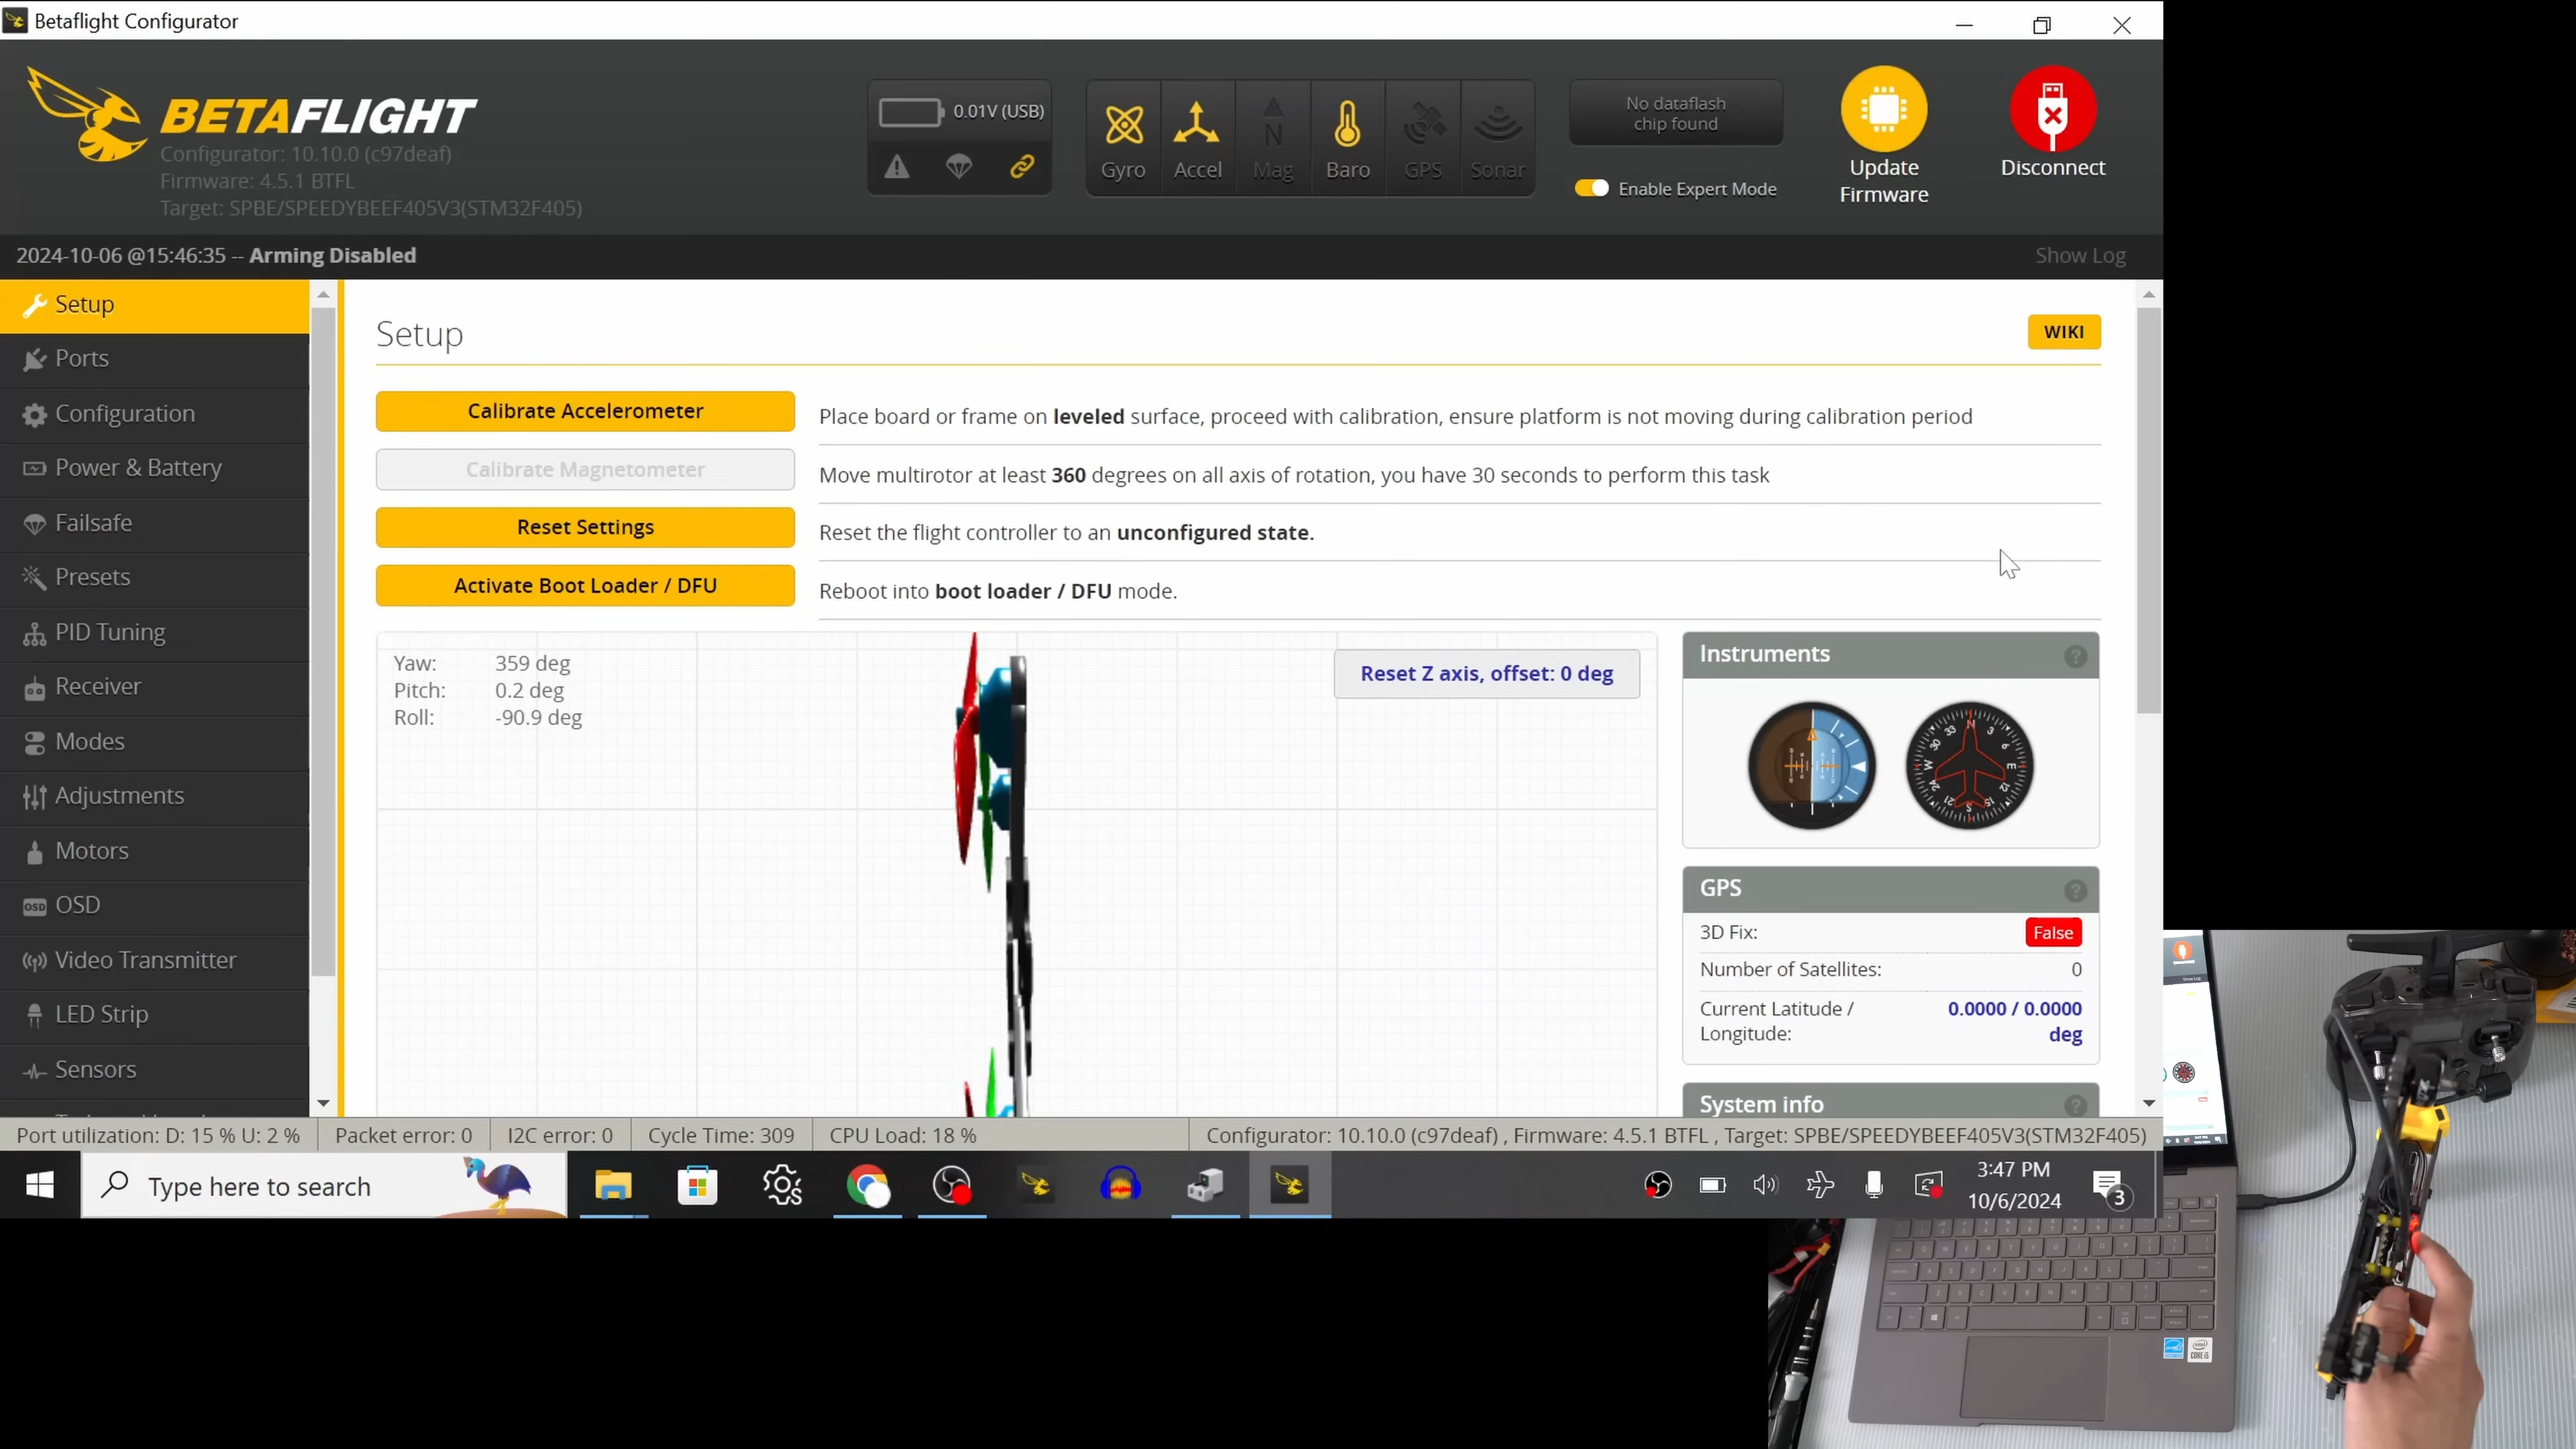 Betaflight Configurator
BETAFLIGHT
Configurator: 10.10.0 (c97deaf)
Firmware: 4.5.1 BTFL
Target: SPBE/SPEEDYBEEF405V3(STM32F405)
0.01V (USB)
Gyro
Accel
Mag
Baro
GPS
Sonar
No dataflash
chip found
Enable Expert Mode
Update
Firmware
Disconnect
2024-10-06 @15:46:35 -- Arming Disabled
Show Log
Setup
Ports
Configuration
Power & Battery
Failsafe
Presets
PID Tuning
Receiver
Modes
Adjustments
Motors
OSD
Video Transmitter
LED Strip
Sensors
Setup
WIKI
Calibrate Accelerometer
Place board or frame on leveled surface, proceed with calibration, ensure platform is not moving during calibration period
Calibrate Magnetometer
Move multirotor at least 360 degrees on all axis of rotation, you have 30 seconds to perform this task
Reset Settings
Reset the flight controller to an unconfigured state.
Activate Boot Loader / DFU
Reboot into boot loader / DFU mode.
Yaw: 359 deg
Pitch: 0.2 deg
Roll: -90.9 deg
Reset Z axis, offset: 0 deg
Instruments
GPS
3D Fix: False
Number of Satellites: 0
Current Latitude / 0.0000 / 0.0000
Longitude: deg
System info
Port utilization: D: 15 % U: 2 %
Packet error: 0
I2C error: 0
Cycle Time: 309
CPU Load: 18 %
Configurator: 10.10.0 (c97deaf) , Firmware: 4.5.1 BTFL , Target: SPBE/SPEEDYBEEF405V3(STM32F405)
Type here to search
3:47 PM
10/6/2024
3
CORE i5